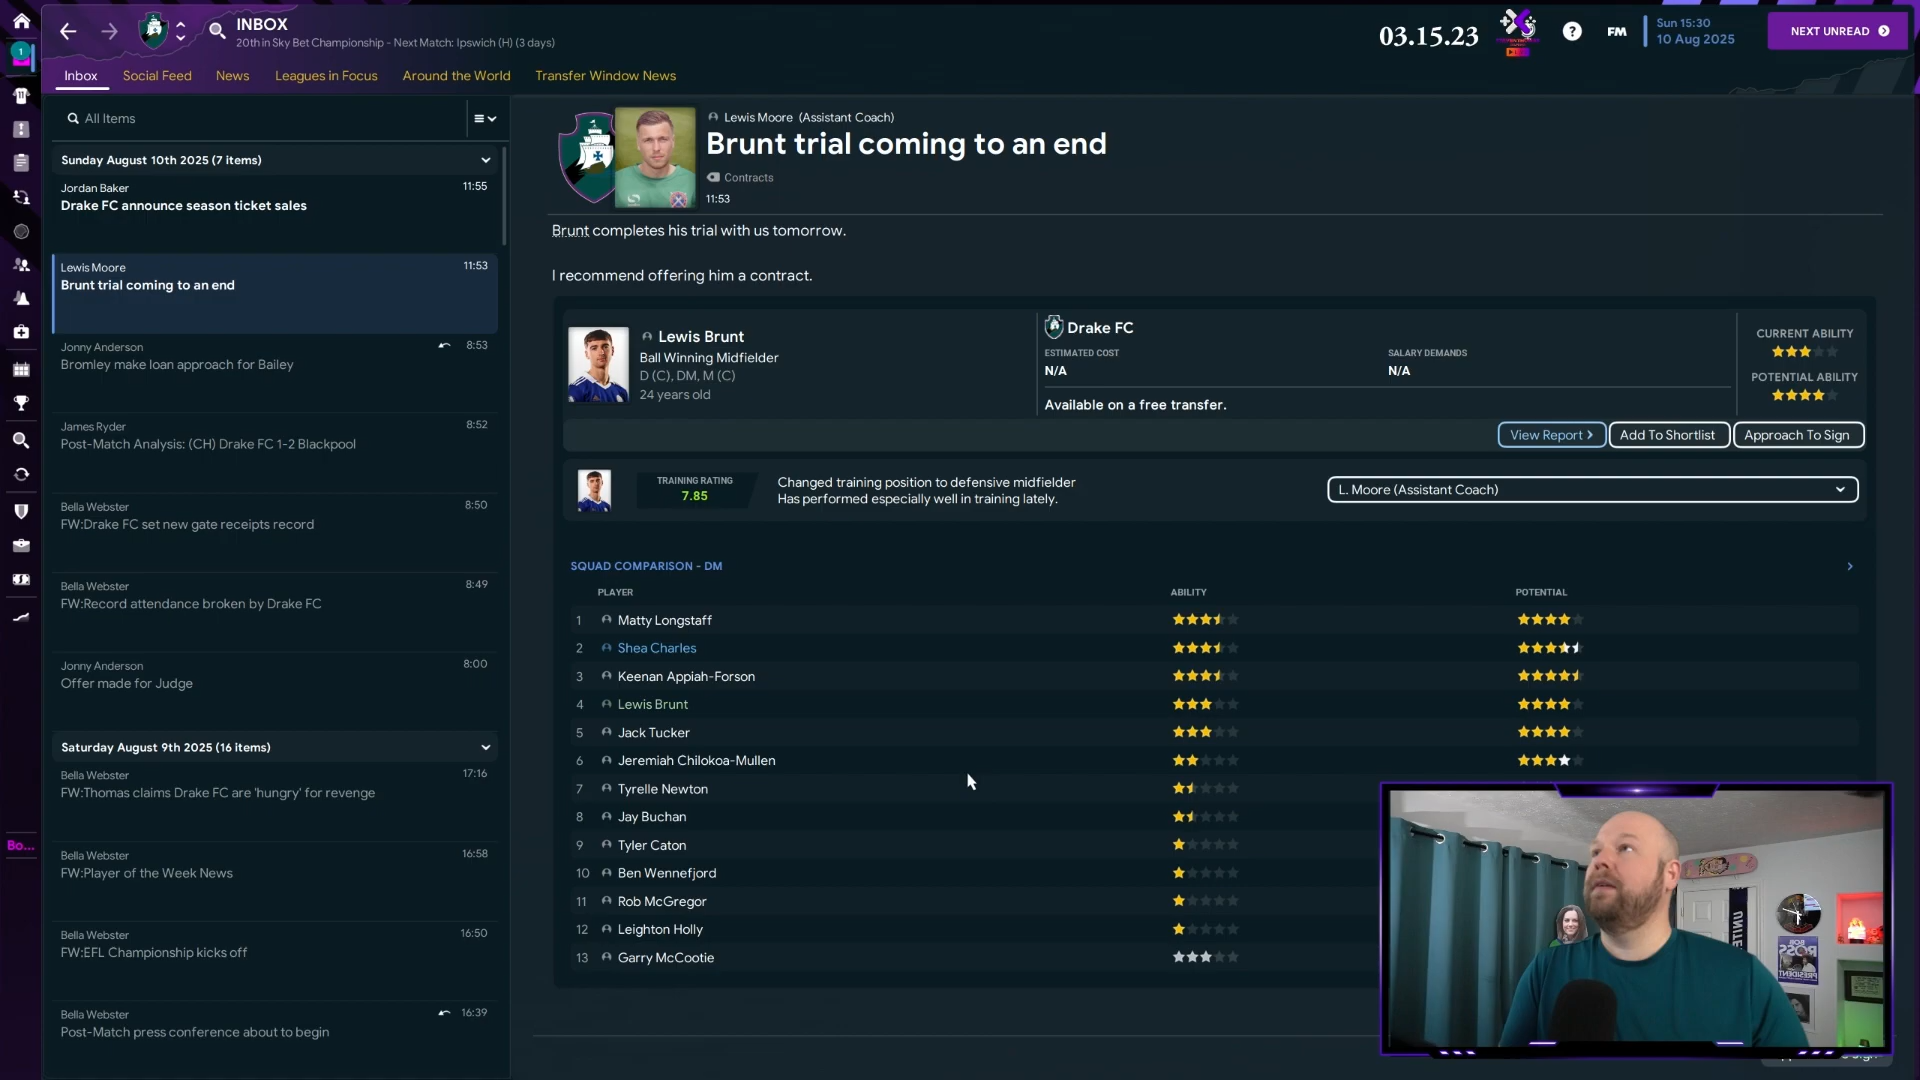 INBOX
20th in Sky Bet Championship - Next Match: Ipswich (H) (3 days)
03.15.23
FM
Sun 15:30
10 Aug 2025
NEXT UNREAD
1
Inbox
Social Feed
News
Leagues in Focus
Around the World
Transfer Window News
All Items
Sunday August 10th 2025 (7 items)
Jordan Baker
11:55
Drake FC announce season ticket sales
Lewis Moore
11:53
Brunt trial coming to an end
Jonny Anderson
8:53
Bromley make loan approach for Bailey
James Ryder
8:52
Post-Match Analysis: (CH) Drake FC 1-2 Blackpool
Bella Webster
8:50
FW:Drake FC set new gate receipts record
Bella Webster
8:49
FW:Record attendance broken by Drake FC
Jonny Anderson
8:00
Offer made for Judge
Saturday August 9th 2025 (16 items)
Bella Webster
17:16
FW:Thomas claims Drake FC are 'hungry' for revenge
Bo...
Bella Webster
16:58
FW:Player of the Week News
Bella Webster
16:50
FW:EFL Championship kicks off
Bella Webster
16:39
Post-Match press conference about to begin
Lewis Moore (Assistant Coach)
Brunt trial coming to an end
Contracts
11:53
Brunt completes his trial with us tomorrow.
I recommend offering him a contract.
Lewis Brunt
Ball Winning Midfielder
D (C), DM, M (C)
24 years old
Drake FC
ESTIMATED COST
N/A
SALARY DEMANDS
N/A
Available on a free transfer.
CURRENT ABILITY
POTENTIAL ABILITY
View Report
Add To Shortlist
Approach To Sign
TRAINING RATING
7.85
Changed training position to defensive midfielder
Has performed especially well in training lately.
L. Moore (Assistant Coach)
SQUAD COMPARISON - DM
PLAYER
ABILITY
POTENTIAL
1 Matty Longstaff
2 Shea Charles
3 Keenan Appiah-Forson
4 Lewis Brunt
5 Jack Tucker
6 Jeremiah Chilokoa-Mullen
7 Tyrelle Newton
8 Jay Buchan
9 Tyler Caton
10 Ben Wennefjord
11 Rob McGregor
12 Leighton Holly
13 Garry McCootie